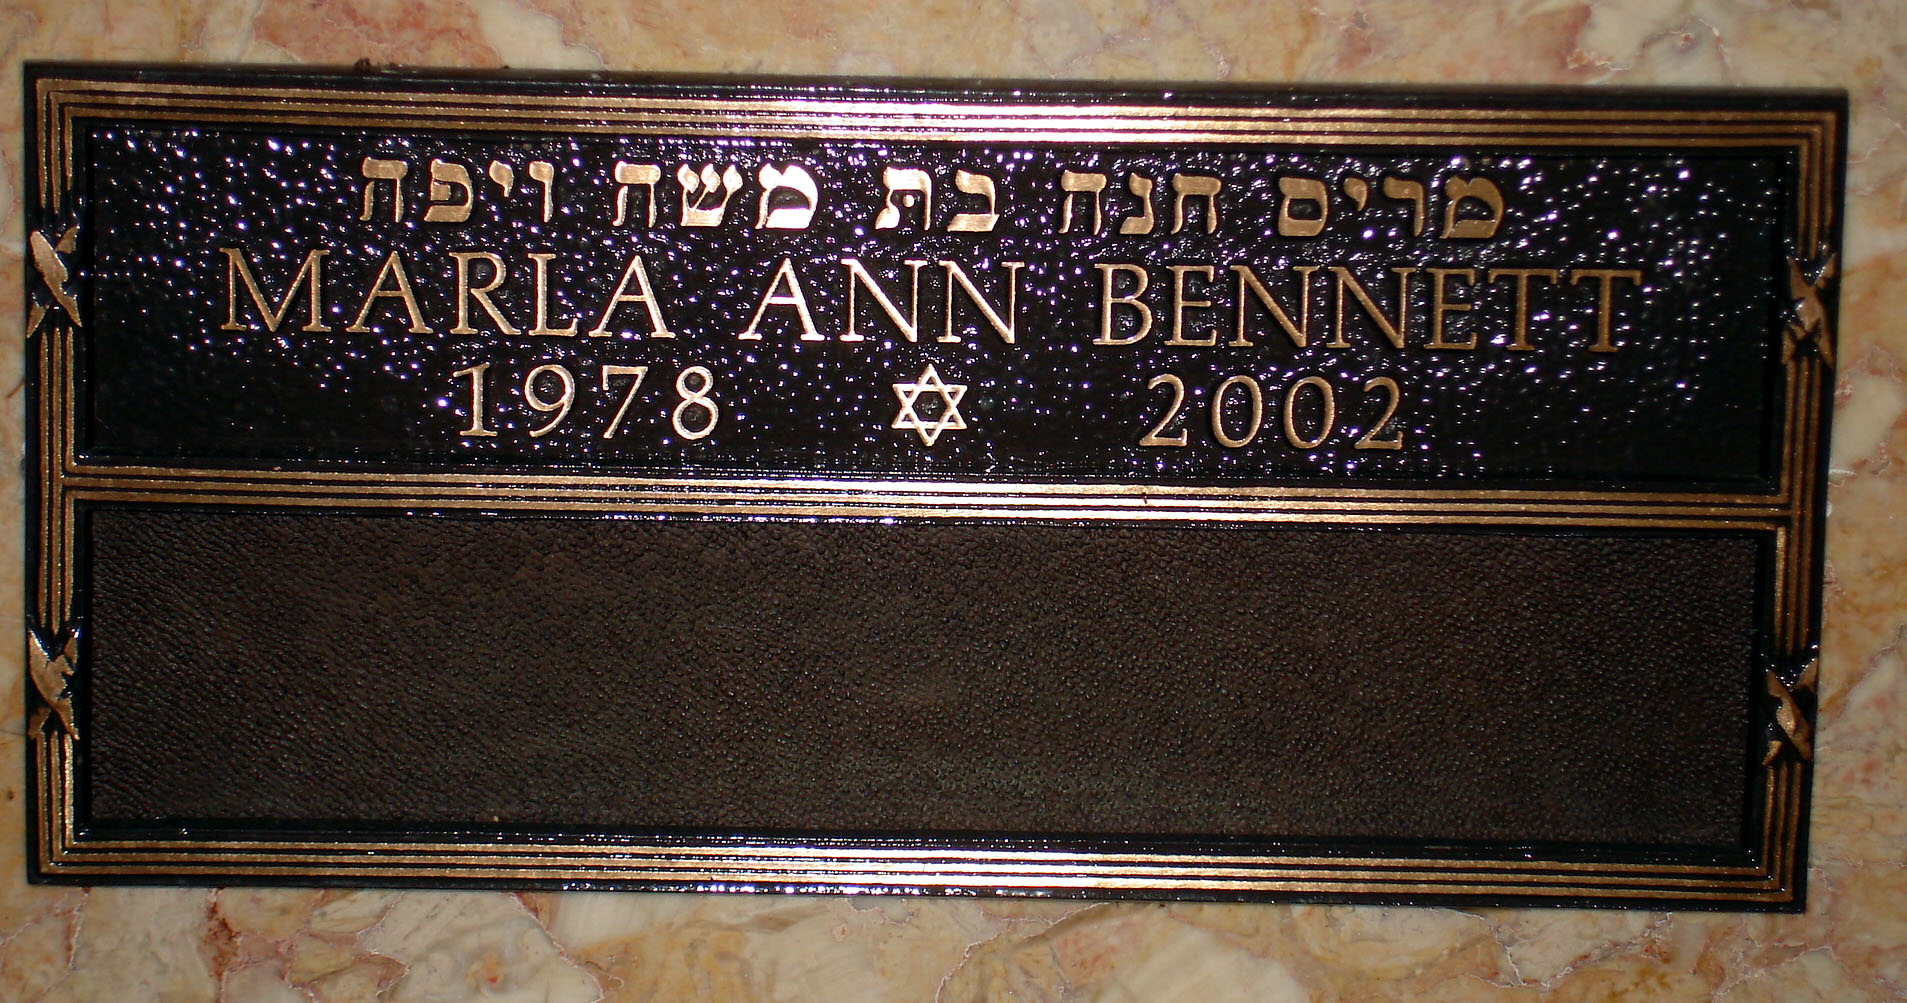 מרים חנה בת משה ויפה
MARLA ANN BENNETT
1978 ✡ 2002